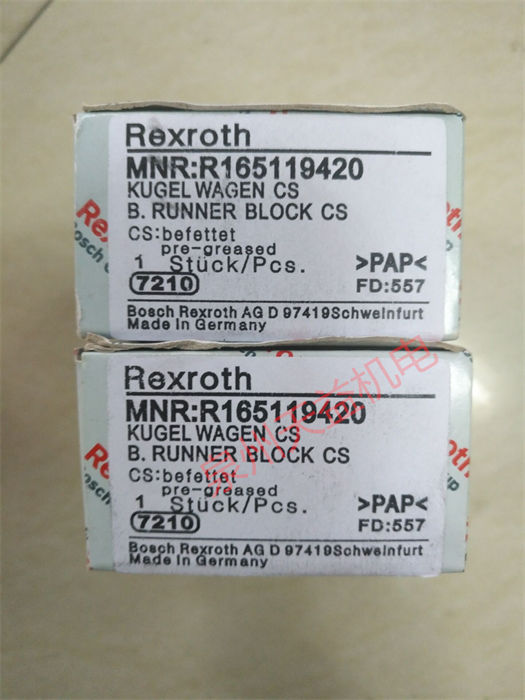 Rexroth
MNR:R165119420
KUGEL WAGEN CS
B. RUNNER BLOCK CS
CS:befettet
pre-greased
1 Stück/Pcs.
>PAP<
7210
FD:557
Bosch Rexroth AG D 97419Schweinfurt
Made in Germany
Rexroth
MNR:R165119420
KUGEL WAGEN CS
B. RUNNER BLOCK CS
CS:befettet
pre-greased
1 Stück/Pcs.
>PAP<
7210
FD:557
Bosch Rexroth AG D 97419Schweinfurt
Made in Germany